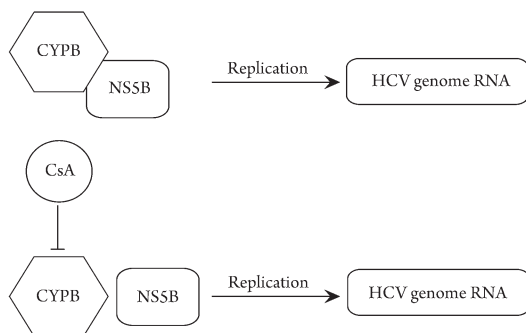 CYPB
NS5B
Replication
HCV genome RNA
CsA
CYPB
NS5B
Replication
HCV genome RNA